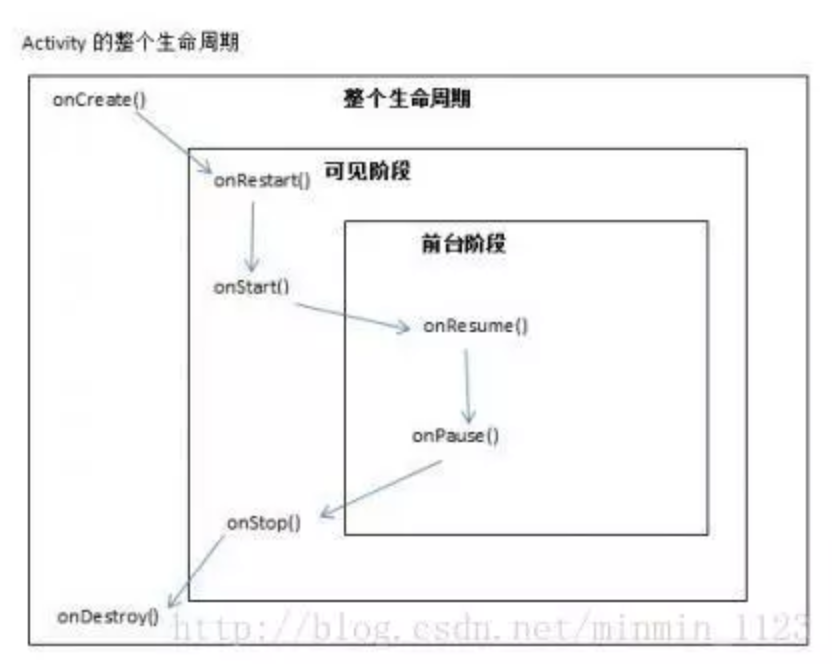 Activity 的整个生命周期
onCreate()
整个生命周期
onRestart()
可见阶段
前台阶段
onStart()
onResume()
onPause()
onStop()
onDestroy()
http://blog.csdn.net/minmin_1123